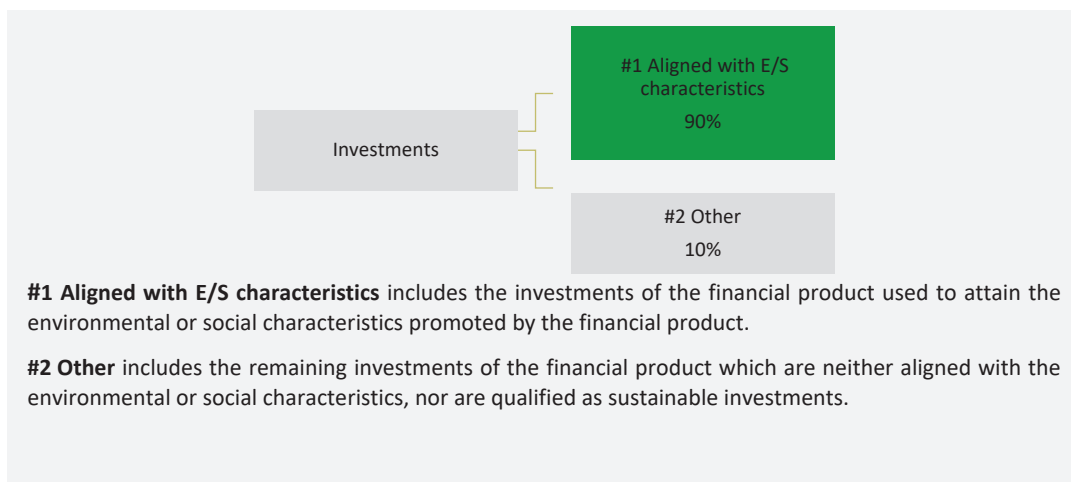 #1 Aligned with E/S
characteristics
90%
Investments
#2 Other
10%
#1 Aligned with E/S characteristics includes the investments of the financial product used to attain the
environmental or social characteristics promoted by the financial product.
#2 Other includes the remaining investments of the financial product which are neither aligned with the
environmental or social characteristics, nor are qualified as sustainable investments.